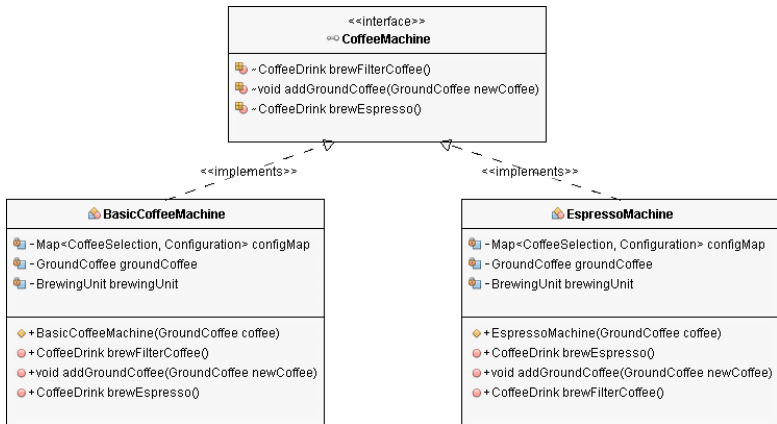 <<interface>>
CoffeeMachine
~CoffeeDrink brewFilterCoffee()
~void addGroundCoffee(GroundCoffee newCoffee)
~CoffeeDrink brewEspresso()
<<implements>>
<<implements>>
BasicCoffeeMachine
-Map<CoffeeSelection, Configuration> configMap
-GroundCoffee groundCoffee
-BrewingUnit brewingUnit
+BasicCoffeeMachine(GroundCoffee coffee)
+CoffeeDrink brewFilterCoffee()
+void addGroundCoffee(GroundCoffee newCoffee)
+CoffeeDrink brewEspresso()
EspressoMachine
-Map<CoffeeSelection, Configuration> configMap
-GroundCoffee groundCoffee
-BrewingUnit brewingUnit
+EspressoMachine(GroundCoffee coffee)
+CoffeeDrink brewEspresso()
+void addGroundCoffee(GroundCoffee newCoffee)
+CoffeeDrink brewFilterCoffee()